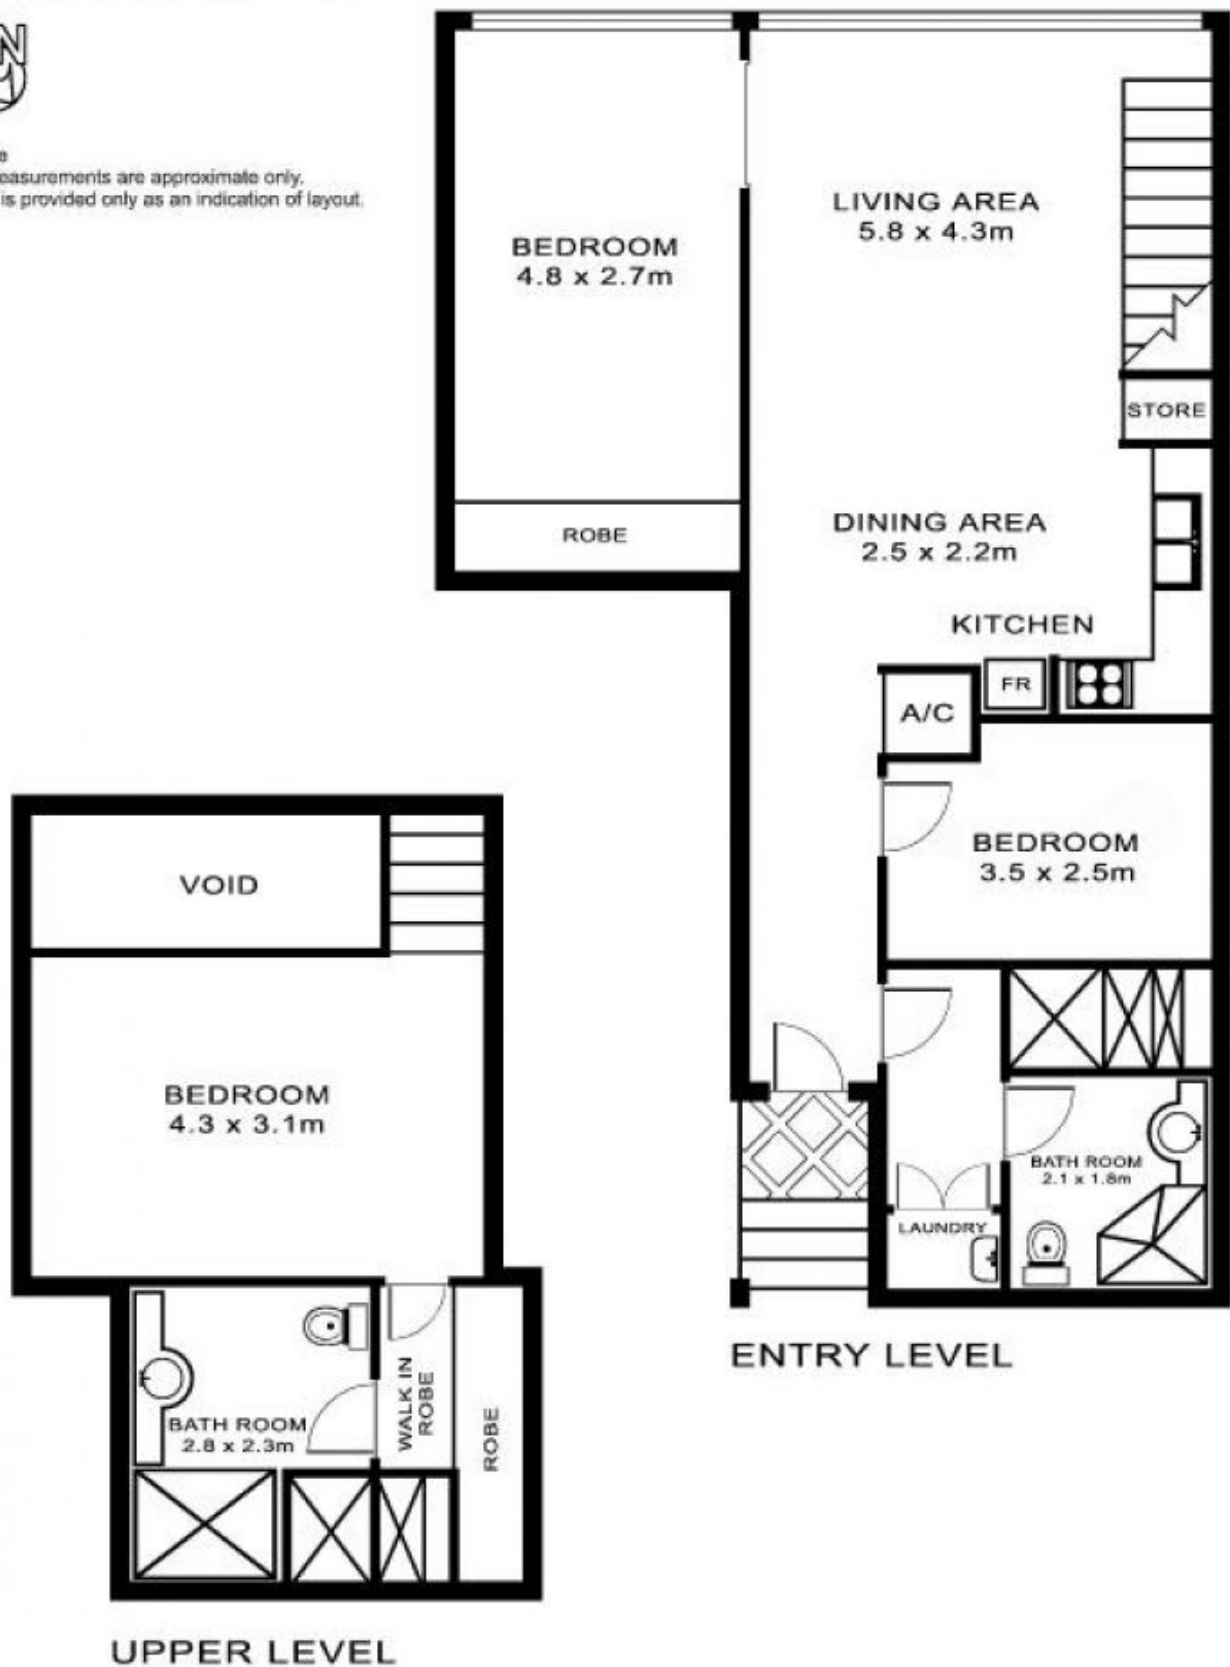 N
easurements are approximate only.
is provided only as an indication of layout.
BEDROOM
4.8 x 2.7m
LIVING AREA
5.8 x 4.3m
STORE
ROBE
DINING AREA
2.5 x 2.2m
KITCHEN
FR
A/C
BEDROOM
3.5 x 2.5m
BATH ROOM
2.1 x 1.8m
LAUNDRY
ENTRY LEVEL
VOID
BEDROOM
4.3 x 3.1m
BATH ROOM
2.8 x 2.3m
WALK IN
ROBE
ROBE
UPPER LEVEL